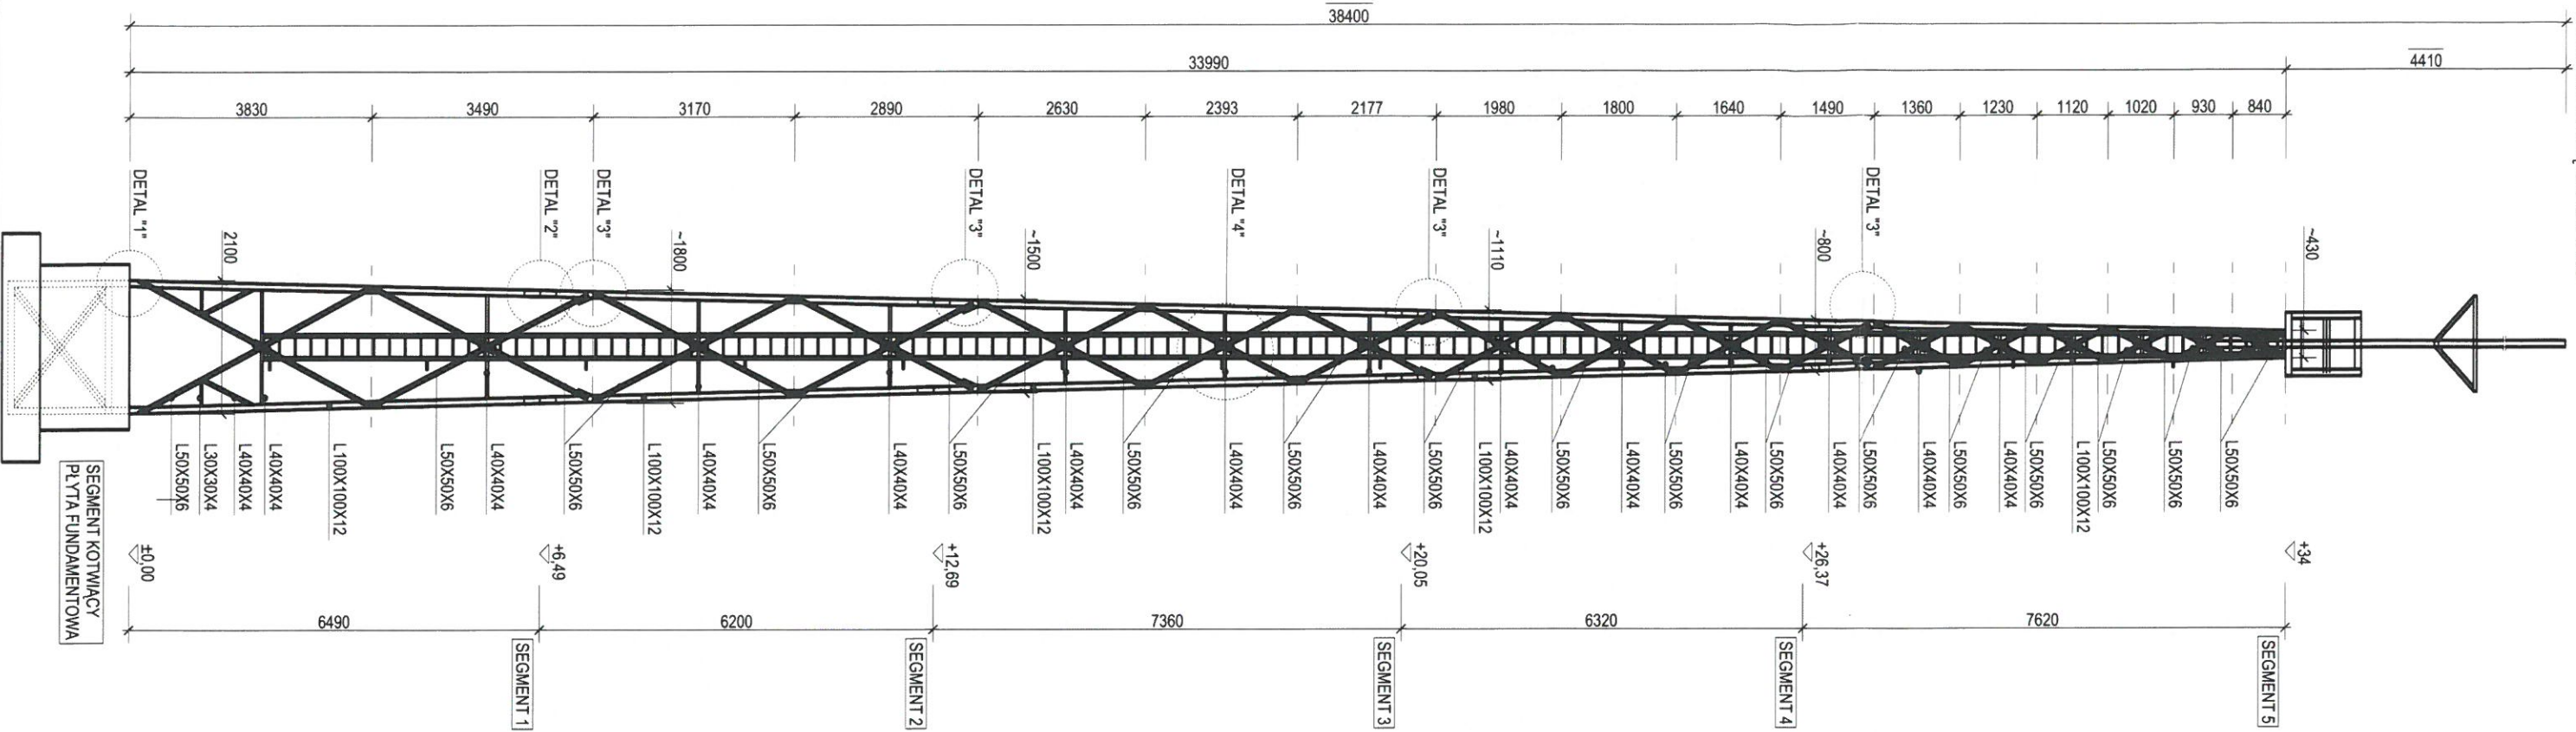 38400
33990
4410
3830
3490
3170
2890
2630
2393
2177
1980
1800
1640
1490
1360
1230
1120
1020
930
840
DETAL "1"
DETAL "2"
DETAL "3"
DETAL "3"
DETAL "4"
DETAL "3"
DETAL "3"
2100
~1800
~1500
~1110
~800
~430
L50X50X6
L30X30X4
L40X40X4
L40X40X4
L100X100X12
L50X50X6
L40X40X4
L50X50X6
L100X100X12
L40X40X4
L50X50X6
L40X40X4
L50X50X6
L100X100X12
L40X40X4
L50X50X6
L40X40X4
L50X50X6
L40X40X4
L50X50X6
L100X100X12
L40X40X4
L50X50X6
L40X40X4
L50X50X6
L40X40X4
L50X50X6
L40X40X4
L50X50X6
L40X40X4
L50X50X6
L40X40X4
L50X50X6
L100X100X12
L50X50X6
L50X50X6
L50X50X6
SEGMENT KOTWIĄCY
PŁYTA FUNDAMENTOWA
±0,00
+6,49
+12,69
+20,05
+26,37
+34
6490
6200
7360
6320
7620
SEGMENT 1
SEGMENT 2
SEGMENT 3
SEGMENT 4
SEGMENT 5